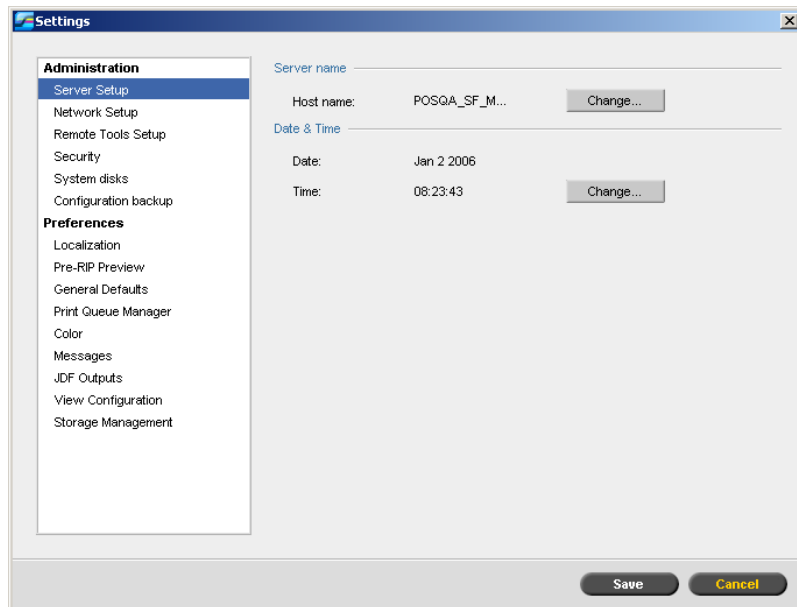 Settings
Administration
Server Setup
Network Setup
Remote Tools Setup
Security
System disks
Configuration backup
Preferences
Localization
Pre-RIP Preview
General Defaults
Print Queue Manager
Color
Messages
JDF Outputs
View Configuration
Storage Management
Server name
Host name: POSQA_SF_M... Change...
Date & Time
Date: Jan 2 2006
Time: 08:23:43 Change...
Save Cancel